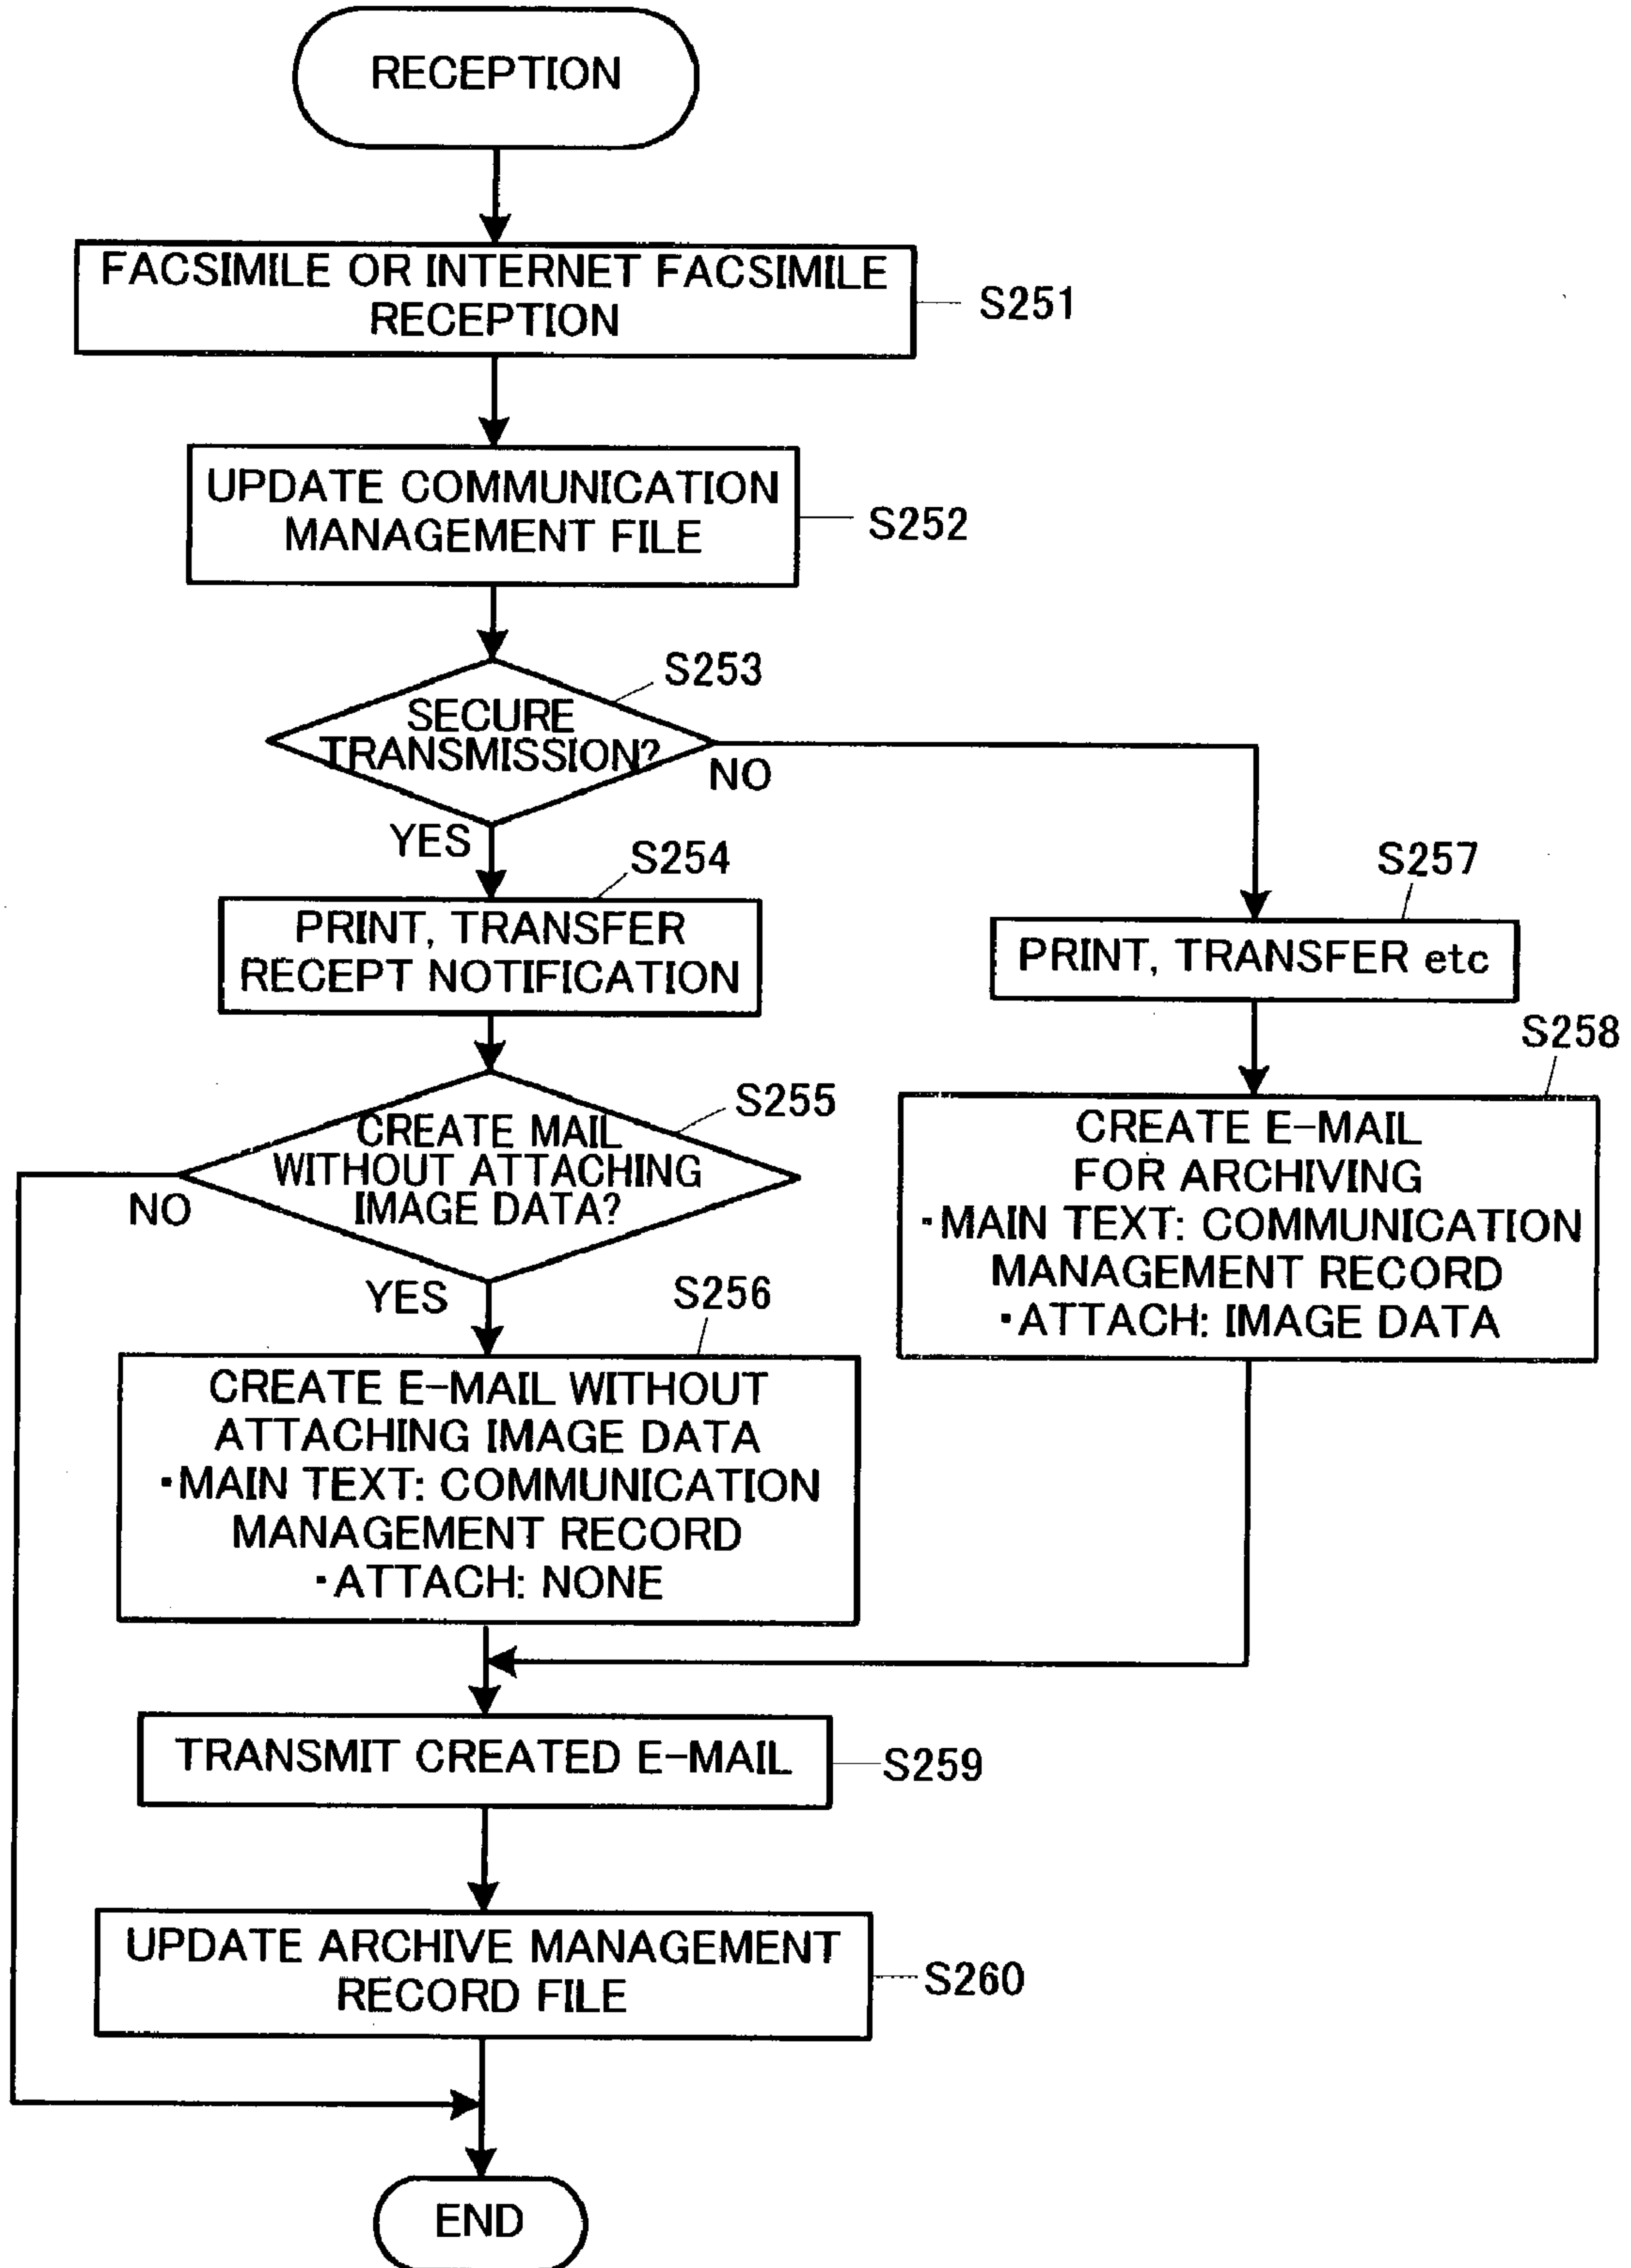 RECEPTION
FACSIMILE OR INTERNET FACSIMILE
RECEPTION
S251
UPDATE COMMUNICATION
MANAGEMENT FILE
S252
S253
SECURE
TRANSMISSION?
NO
YES
S254
PRINT, TRANSFER
RECEPT NOTIFICATION
S257
PRINT, TRANSFER etc
S255
CREATE MAIL
WITHOUT ATTACHING
IMAGE DATA?
NO
YES
S258
CREATE E-MAIL
FOR ARCHIVING
・MAIN TEXT: COMMUNICATION
MANAGEMENT RECORD
・ATTACH: IMAGE DATA
S256
CREATE E-MAIL WITHOUT
ATTACHING IMAGE DATA
・MAIN TEXT: COMMUNICATION
MANAGEMENT RECORD
・ATTACH: NONE
TRANSMIT CREATED E-MAIL
S259
UPDATE ARCHIVE MANAGEMENT
RECORD FILE
S260
END